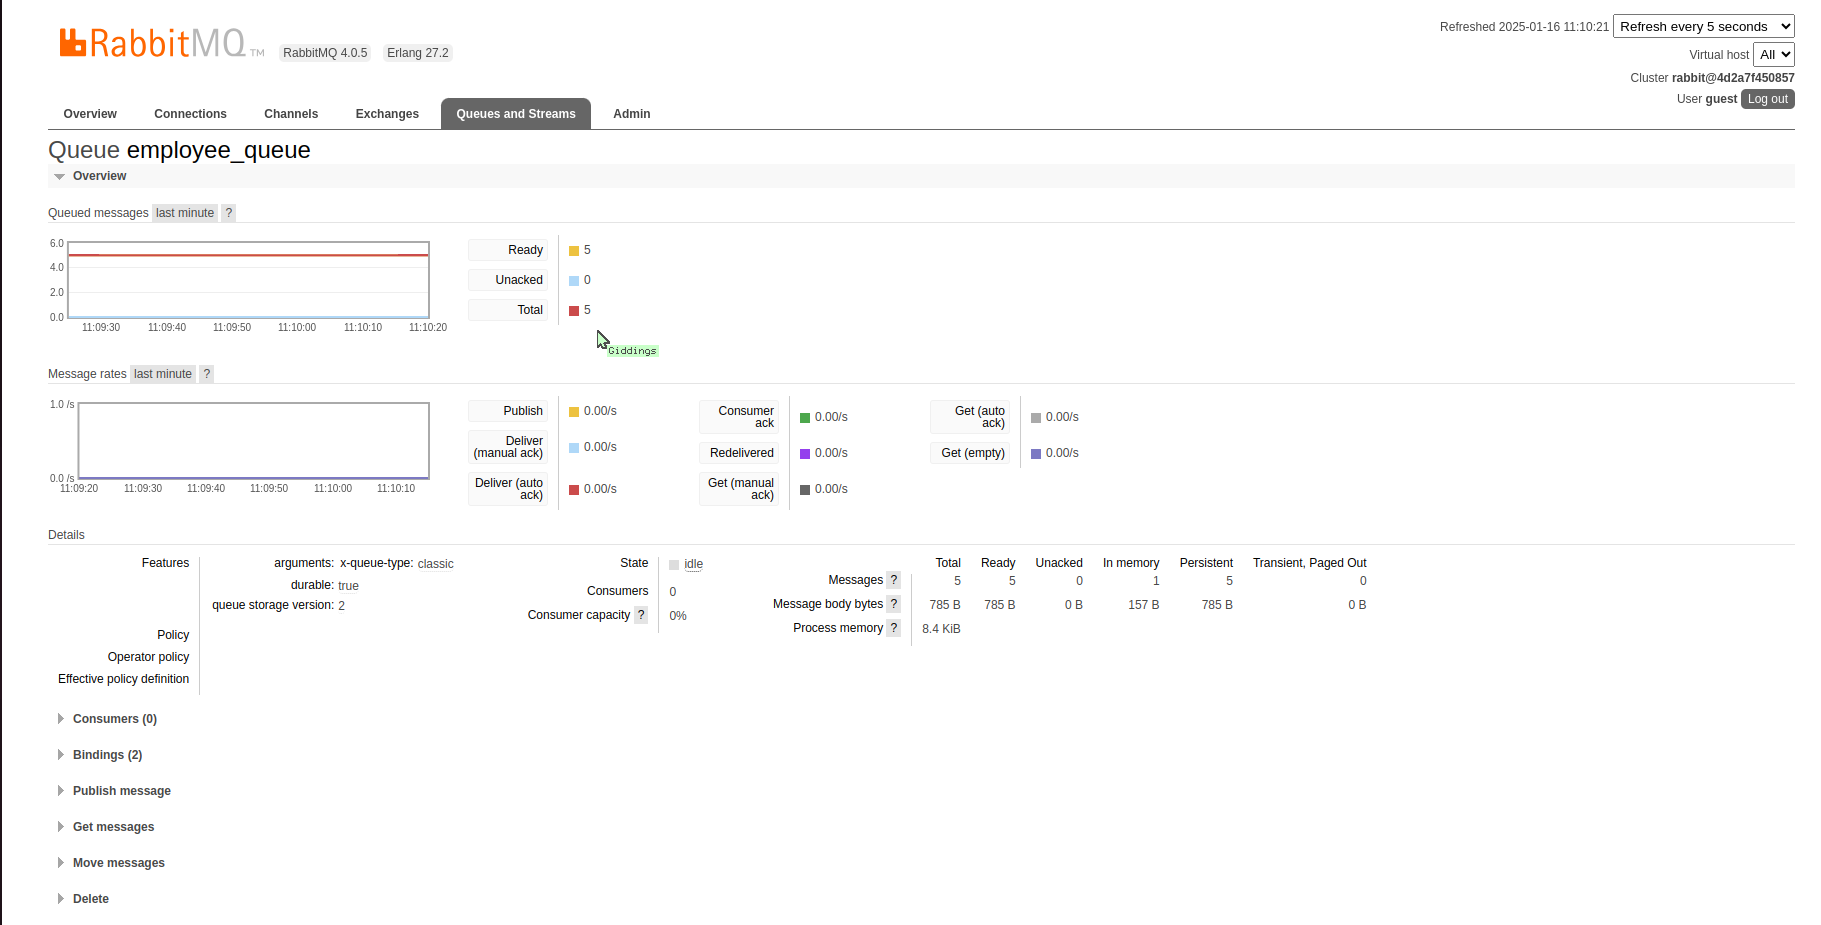 Refreshed 2025-01-16 11:10:21 Refresh every 5 seconds
RabbitMQ TM RabbitMQ 4.0.5 Erlang 27.2
Virtual host All
Cluster rabbit@4d2a7f450857
User guest Log out
Overview Connections Channels Exchanges Queues and Streams Admin
Queue employee_queue
Overview
Queued messages last minute ?
6.0
4.0
2.0
0.0
11:09:30 11:09:40 11:09:50 11:10:00 11:10:10 11:10:20
Ready 5
Unacked 0
Total 5
Giddings
Message rates last minute ?
1.0 /s
0.0 /s
11:09:20 11:09:30 11:09:40 11:09:50 11:10:00 11:10:10
Publish 0.00/s
Deliver
(manual ack) 0.00/s
Deliver (auto
ack) 0.00/s
Consumer
ack 0.00/s
Redelivered 0.00/s
Get (manual
ack) 0.00/s
Get (auto
ack) 0.00/s
Get (empty) 0.00/s
Details
Features
arguments: x-queue-type: classic
durable: true
queue storage version: 2
Policy
Operator policy
Effective policy definition
State idle
Consumers 0
Consumer capacity ? 0%
Total Ready Unacked In memory Persistent Transient, Paged Out
Messages ? 5 5 0 1 5 0
Message body bytes ? 785 B 785 B 0 B 157 B 785 B 0 B
Process memory ? 8.4 KiB
Consumers (0)
Bindings (2)
Publish message
Get messages
Move messages
Delete